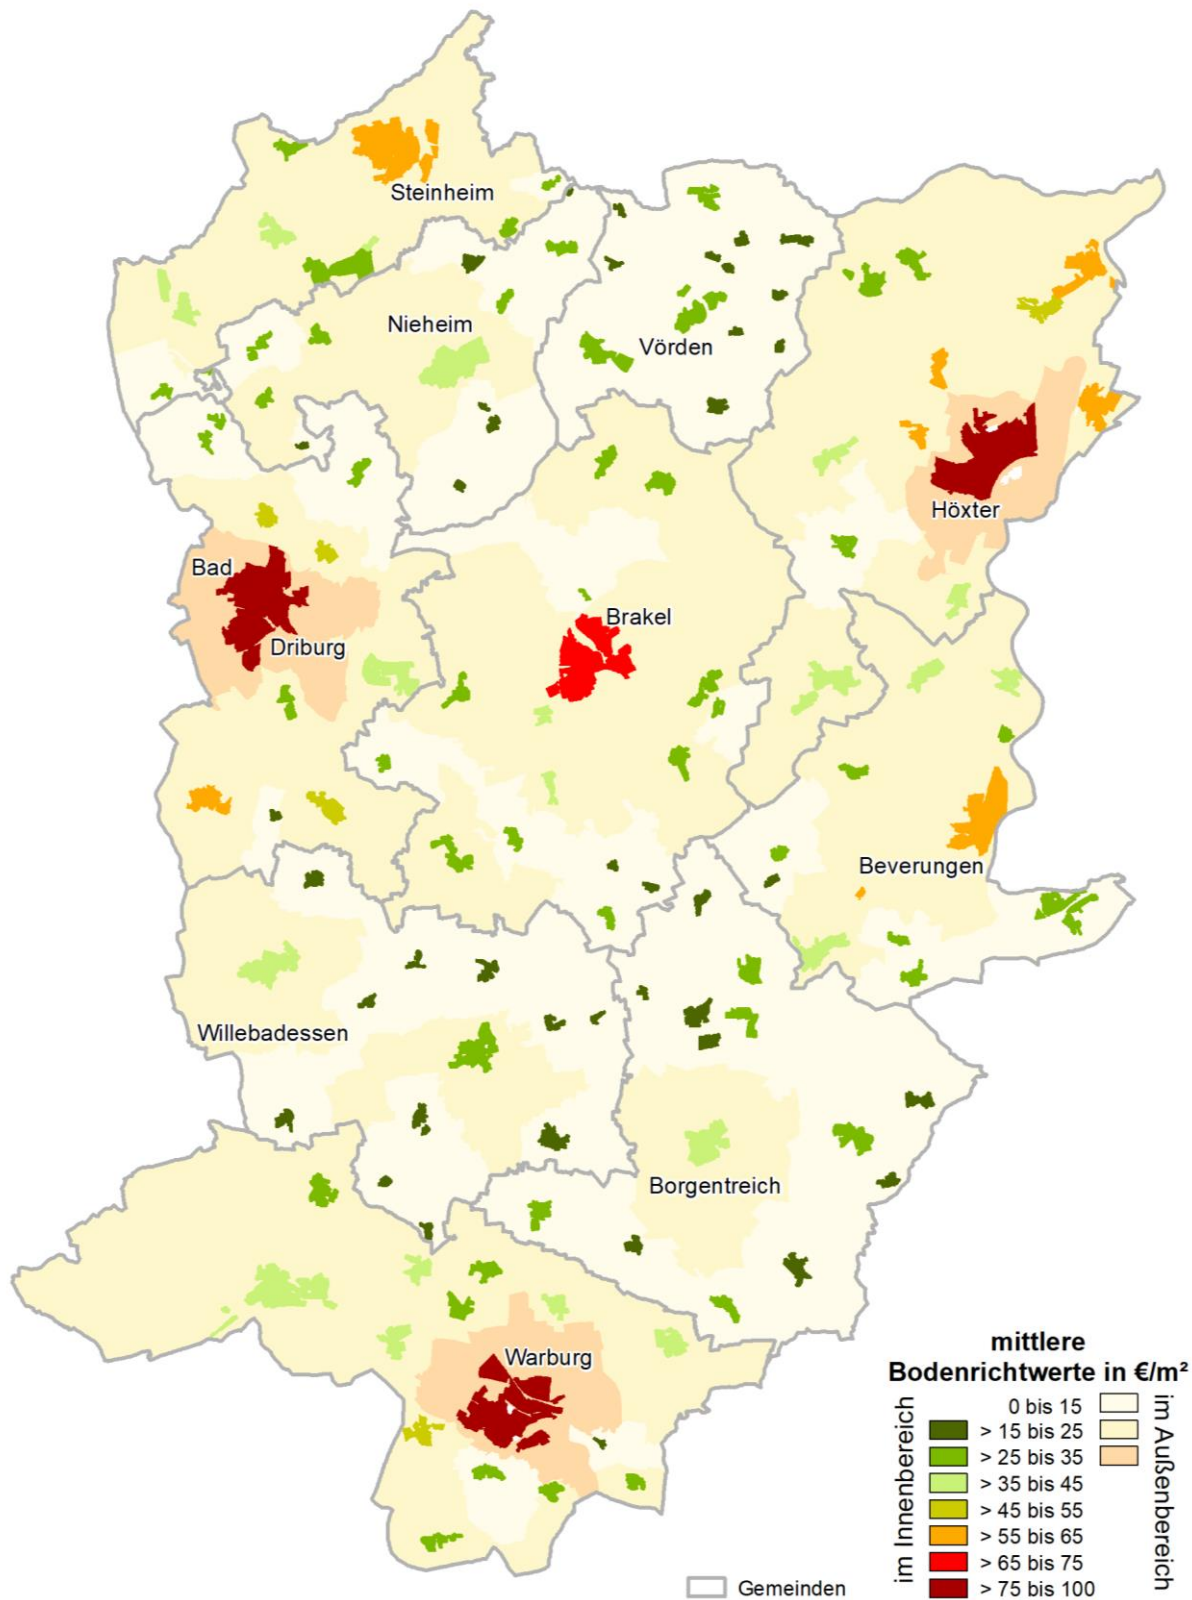 Steinheim
Nieheim
Vörden
Höxter
Bad
Driburg
Brakel
Beverungen
Willebadessen
Borgentreich
Warburg
mittlere
Bodenrichtwerte in €/m²
im Innenbereich
0 bis 15
> 15 bis 25
> 25 bis 35
> 35 bis 45
> 45 bis 55
> 55 bis 65
> 65 bis 75
> 75 bis 100
im Außenbereich
Gemeinden